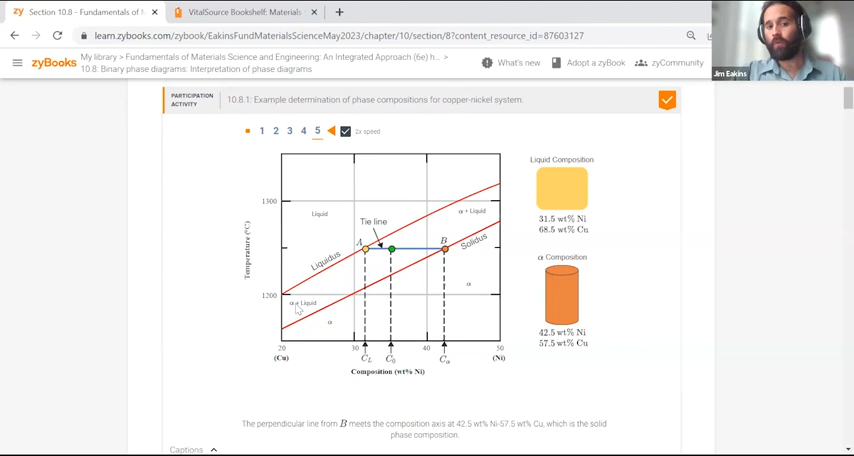 Section 10.8 - Fundamentals of M
VitalSource Bookshelf: Materials
learn.zybooks.com/zybook/EakinsFundMaterialsScienceMay2023/chapter/10/section/8?content_resource_id=87603127
Jim Eakins
zyBooks
My library > Fundamentals of Materials Science and Engineering: An Integrated Approach (6e) h... >
10.8: Binary phase diagrams: Interpretation of phase diagrams
What's new
Adopt a zyBook
zyCommunity
PARTICIPATION
ACTIVITY
10.8.1: Example determination of phase compositions for copper-nickel system.
1 2 3 4 5
2x speed
Temperature (°C)
1300
1200
Liquid
Tie line
α + Liquid
A
B
Liquidus
Solidus
α + Liquid
α
α
20
30
40
50
(Cu)
C_L
C_0
C_α
(Ni)
Composition (wt% Ni)
Liquid Composition
31.5 wt% Ni
68.5 wt% Cu
α Composition
42.5 wt% Ni
57.5 wt% Cu
The perpendicular line from B meets the composition axis at 42.5 wt% Ni-57.5 wt% Cu, which is the solid
phase composition.
Captions